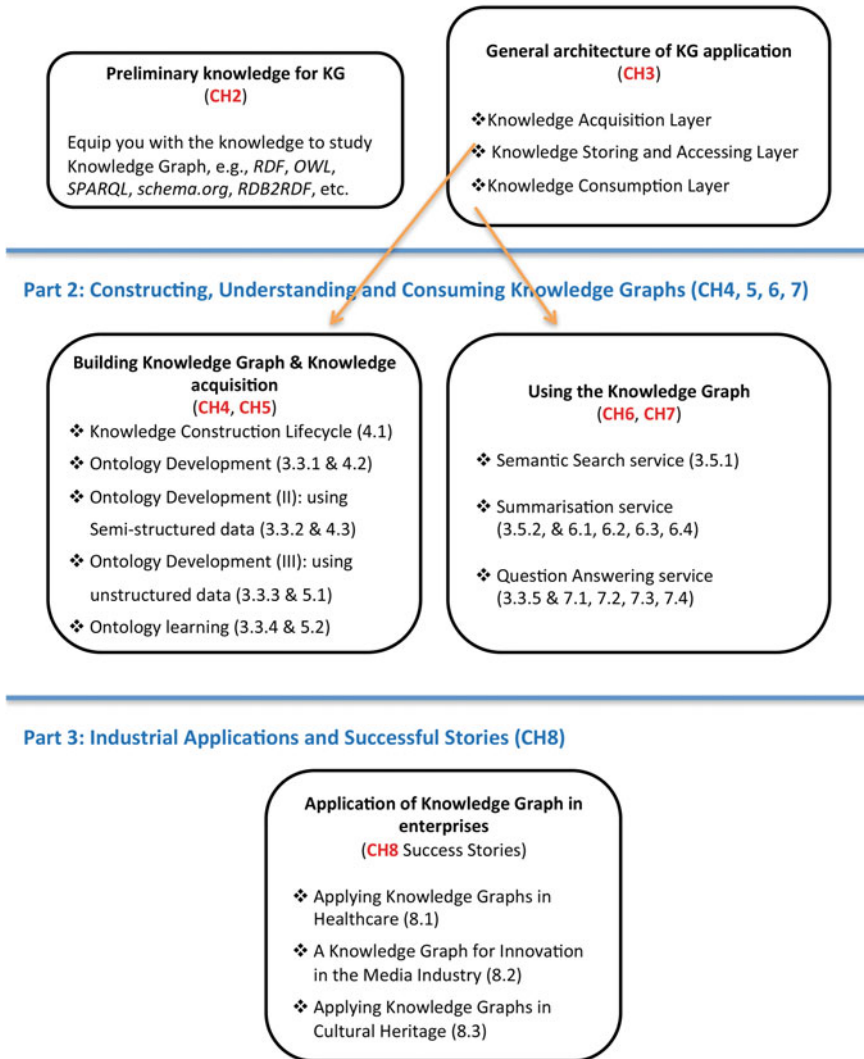 Preliminary knowledge for KG
(CH2)
Equip you with the knowledge to study
Knowledge Graph, e.g., RDF, OWL,
SPARQL, schema.org, RDB2RDF, etc.
General architecture of KG application
(CH3)
❖Knowledge Acquisition Layer
❖ Knowledge Storing and Accessing Layer
❖Knowledge Consumption Layer
Part 2: Constructing, Understanding and Consuming Knowledge Graphs (CH4, 5, 6, 7)
Building Knowledge Graph & Knowledge
acquisition
(CH4, CH5)
❖ Knowledge Construction Lifecycle (4.1)
❖ Ontology Development (3.3.1 & 4.2)
❖ Ontology Development (II): using
Semi-structured data (3.3.2 & 4.3)
❖ Ontology Development (III): using
unstructured data (3.3.3 & 5.1)
❖ Ontology learning (3.3.4 & 5.2)
Using the Knowledge Graph
(CH6, CH7)
❖ Semantic Search service (3.5.1)
❖ Summarisation service
(3.5.2, & 6.1, 6.2, 6.3, 6.4)
❖ Question Answering service
(3.3.5 & 7.1, 7.2, 7.3, 7.4)
Part 3: Industrial Applications and Successful Stories (CH8)
Application of Knowledge Graph in
enterprises
(CH8 Success Stories)
❖ Applying Knowledge Graphs in
Healthcare (8.1)
❖ A Knowledge Graph for Innovation
in the Media Industry (8.2)
❖ Applying Knowledge Graphs in
Cultural Heritage (8.3)